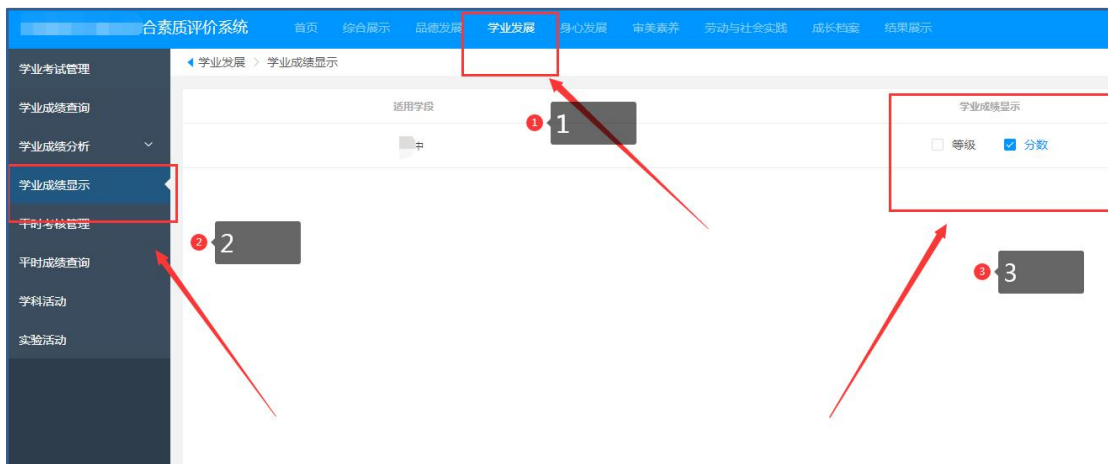 合素质评价系统 首页 综合展示 品德发展 学业发展 身心发展 审美素养 劳动与社会实践 成长档案 结果展示
学业发展 > 学业成绩显示
学业考试管理
学业成绩查询
学业成绩分析
学业成绩显示
平时考核管理
平时成绩查询
学科活动
实验活动
适用学段 学业成绩显示
中 等级 分数
1 1
2 2
3 3